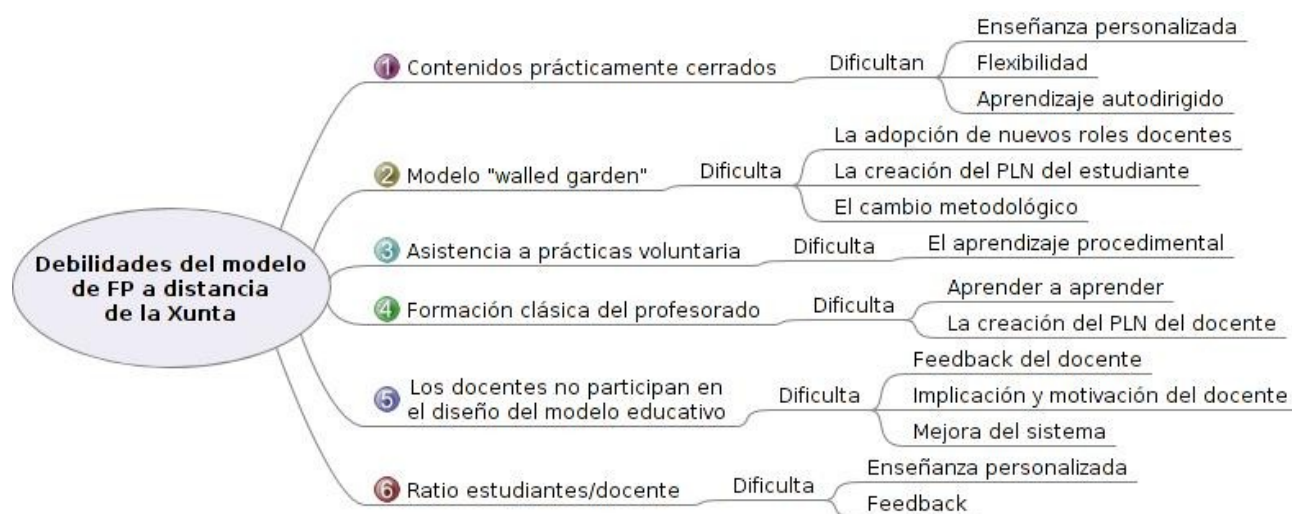 Debilidades del modelo
de FP a distancia
de la Xunta
1 Contenidos prácticamente cerrados
Dificultan
Enseñanza personalizada
Flexibilidad
Aprendizaje autodirigido
2 Modelo "walled garden"
Dificulta
La adopción de nuevos roles docentes
La creación del PLN del estudiante
El cambio metodológico
3 Asistencia a prácticas voluntaria
Dificulta
El aprendizaje procedimental
4 Formación clásica del profesorado
Dificulta
Aprender a aprender
La creación del PLN del docente
5 Los docentes no participan en
el diseño del modelo educativo
Dificulta
Feedback del docente
Implicación y motivación del docente
Mejora del sistema
6 Ratio estudiantes/docente
Dificulta
Enseñanza personalizada
Feedback